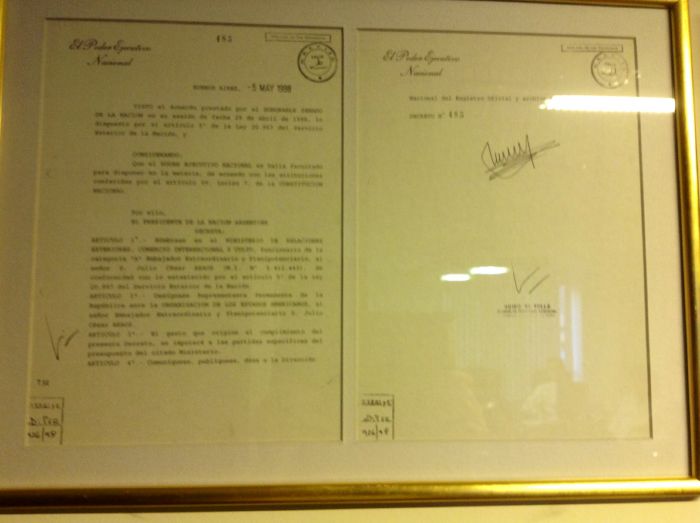 El Poder Ejecutivo
Nacional
483
BUENOS AIRES, -5 MAY 1998
VISTO el Acuerdo prestado por el HONORABLE SENADO
DE LA NACION en su sesión de fecha 29 de abril de 1998, lo
dispuesto por el artículo 5° de la Ley 20.957 del Servicio
Exterior de la Nación, y
CONSIDERANDO:
Que el PODER EJECUTIVO NACIONAL se halla facultado
para disponer en la materia, de acuerdo con las atribuciones
conferidas por el artículo 99, inciso 7, de la CONSTITUCION
NACIONAL.
Por ello,
EL PRESIDENTE DE LA NACION ARGENTINA
DECRETA:
ARTICULO 1°.- Nómbrase en el MINISTERIO DE RELACIONES
EXTERIORES, COMERCIO INTERNACIONAL Y CULTO, funcionario de la
categoría "A" Embajador Extraordinario y Plenipotenciario, al
señor D. Julio César ARAOZ (M.I. N°
conformidad con lo establecido por el artículo 5° de la Ley
20.957 del Servicio Exterior de la Nación.
Desígnase Representante Permanente de la
República ante la ORGANIZACION DE LOS ESTADOS AMERICANOS, al
señor Embajador Extraordinario y Plenipotenciario D. Julio
César ARAOZ.
ARTICULO 3°.- El gasto que origine el cumplimiento del
presente Decreto, se imputará a las partidas específicas del
presupuesto del citado Ministerio.
ARTICULO 4°.- Comuníquese, publíquese, dése a la Dirección
El Poder Ejecutivo
Nacional
Nacional del Registro Oficial y archívese.
DECRETO N° 483
GUIDO DI TELLA